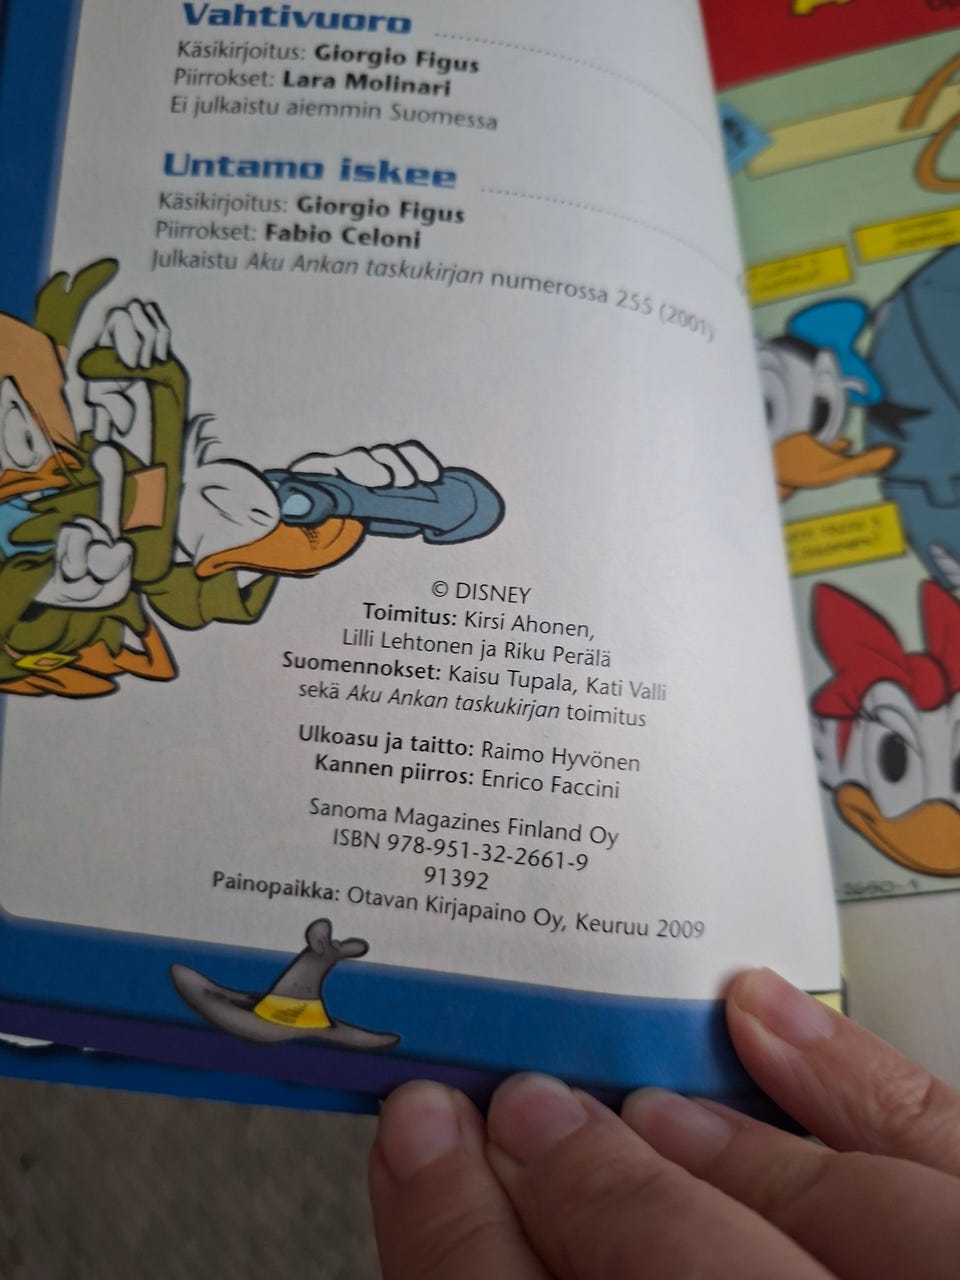 Vahtivuoro
Käsikirjoitus: Giorgio Figus
Piirrokset: Lara Molinari
Ei julkaistu aiemmin Suomessa
Untamo iskee
Käsikirjoitus: Giorgio Figus
Piirrokset: Fabio Celoni
Julkaistu Aku Ankan taskukirjan numerossa 255 (2001)
© DISNEY
Toimitus: Kirsi Ahonen,
Lilli Lehtonen ja Riku Perälä
Suomennokset: Kaisu Tupala, Kati Valli
sekä Aku Ankan taskukirjan toimitus
Ulkoasu ja taitto: Raimo Hyvönen
Kannen piirros: Enrico Faccini
Sanoma Magazines Finland Oy
ISBN 978-951-32-2661-9
91392
Painopaikka: Otavan Kirjapaino Oy, Keuruu 2009